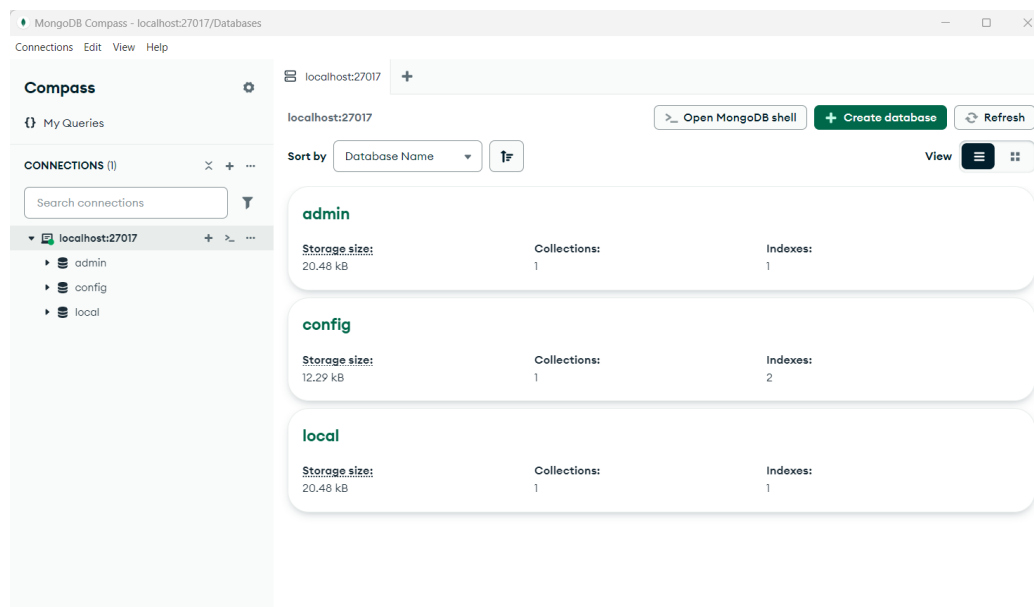 MongoDB Compass - localhost:27017/Databases
Connections Edit View Help
Compass
{} My Queries
CONNECTIONS (1)
Search connections
localhost:27017
admin
config
local
localhost:27017
localhost:27017
>_ Open MongoDB shell
+ Create database
Refresh
Sort by Database Name
View
admin
Storage size: Collections: Indexes:
20.48 kB 1 1
config
Storage size: Collections: Indexes:
12.29 kB 1 2
local
Storage size: Collections: Indexes:
20.48 kB 1 1